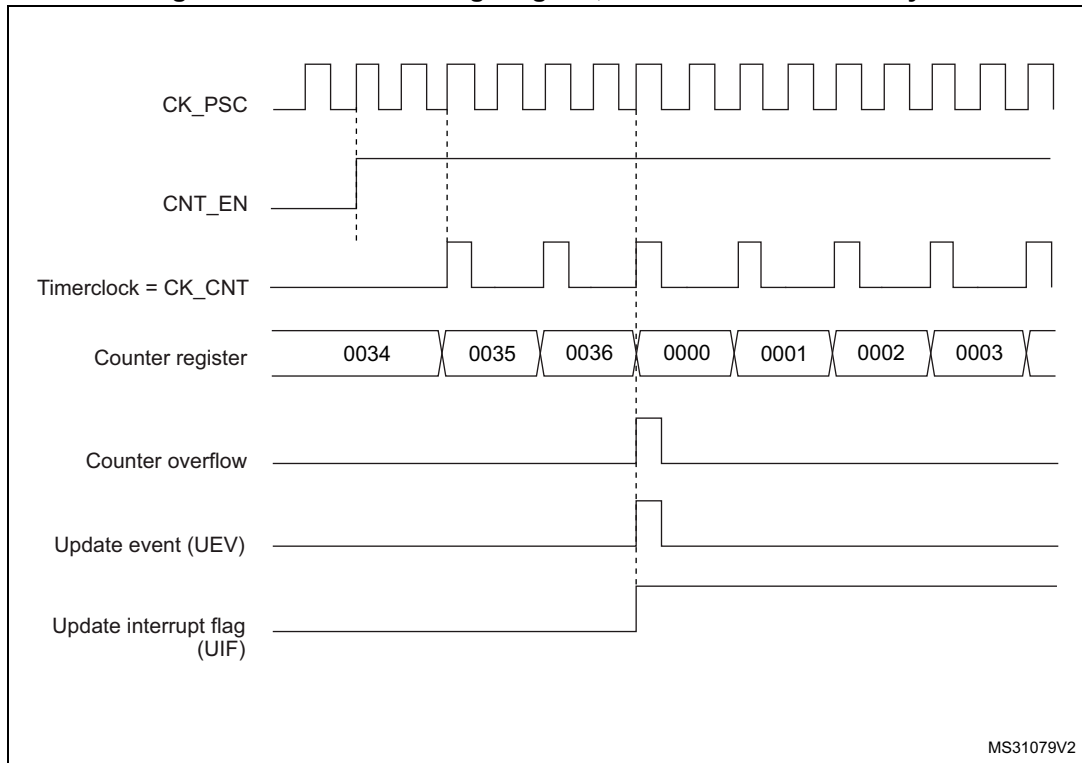 CK_PSC
CNT_EN
Timerclock = CK_CNT
Counter register 0034 0035 0036 0000 0001 0002 0003
Counter overflow
Update event (UEV)
Update interrupt flag
(UIF)
MS31079V2